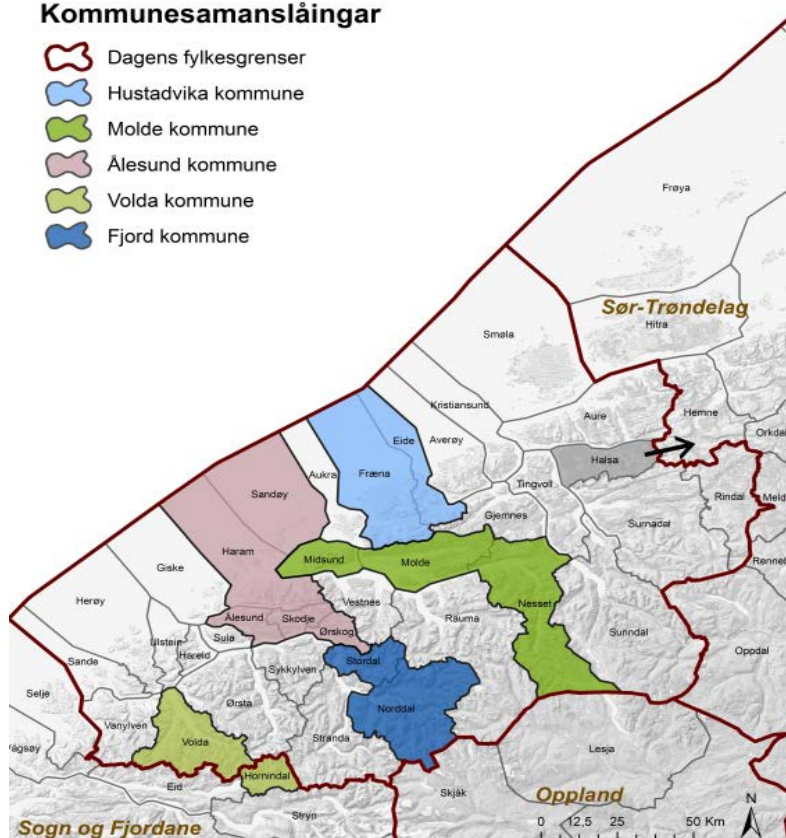 Kommunesamanslåingar
Dagens fylkesgrenser
Hustadvika kommune
Molde kommune
Ålesund kommune
Volda kommune
Fjord kommune
Frøya
Sør-Trøndelag
Hitra
Smøla
Kristiansund
Aure
Hemne
Orkdal
Eide
Averøy
Halsa
Aukra
Fræna
Tingvoll
Rindal
Meld
Sandøy
Gjemnes
Surnadal
Haram
Midsund
Molde
Rennel
Giske
Nesset
Herøy
Vestnes
Rauma
Ålesund
Skodje
Ørskog
Sunndal
Ulstein
Sula
Hareid
Oppdal
Sande
Stordal
Sykkylven
Selje
Ørsta
Norddal
Vanylven
Stranda
Volda
Lesja
Vågsøy
Hornindal
Eid
Skjåk
Oppland
N
Sogn og Fjordane
Stryn
0 12,5 25 50 Km